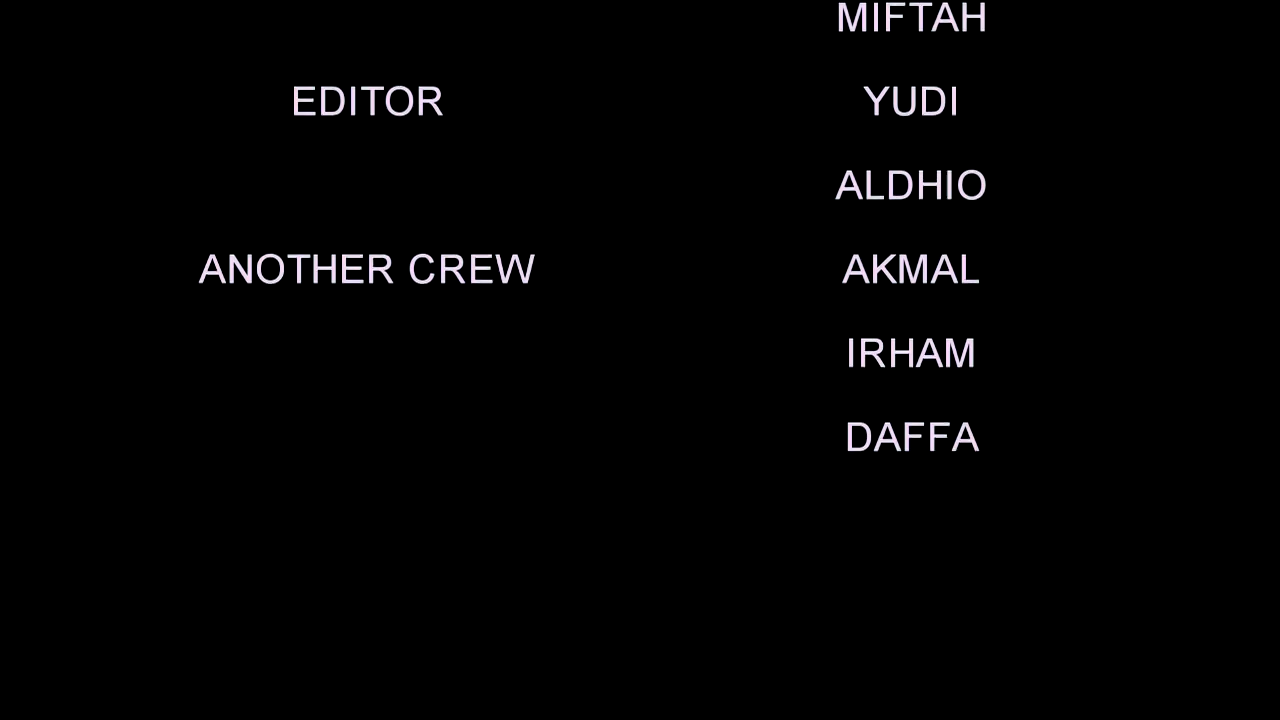 MIFTAH
EDITOR YUDI
ALDHIO
ANOTHER CREW AKMAL
IRHAM
DAFFA